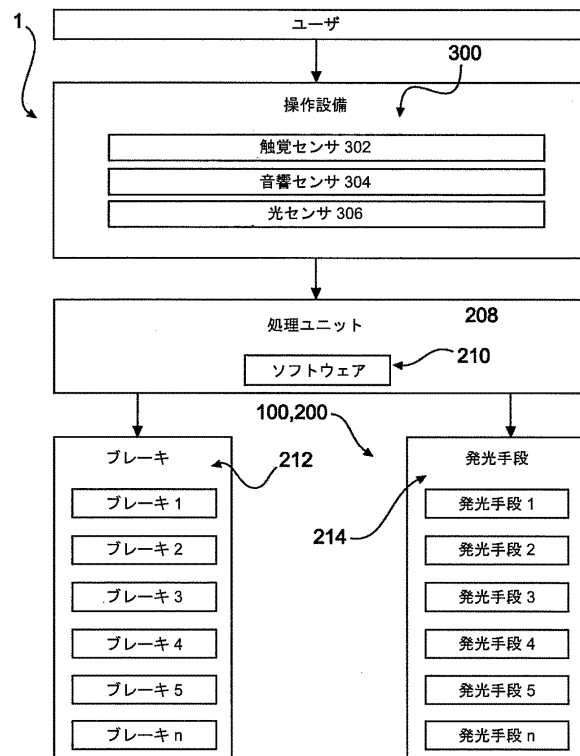 1
ユーザ
300
操作設備
触覚センサ 302
音響センサ 304
光センサ 306
208
処理ユニット
ソフトウェア
210
100,200
ブレーキ
212
ブレーキ 1
ブレーキ 2
ブレーキ 3
ブレーキ 4
ブレーキ 5
ブレーキ n
発光手段
214
発光手段 1
発光手段 2
発光手段 3
発光手段 4
発光手段 5
発光手段 n